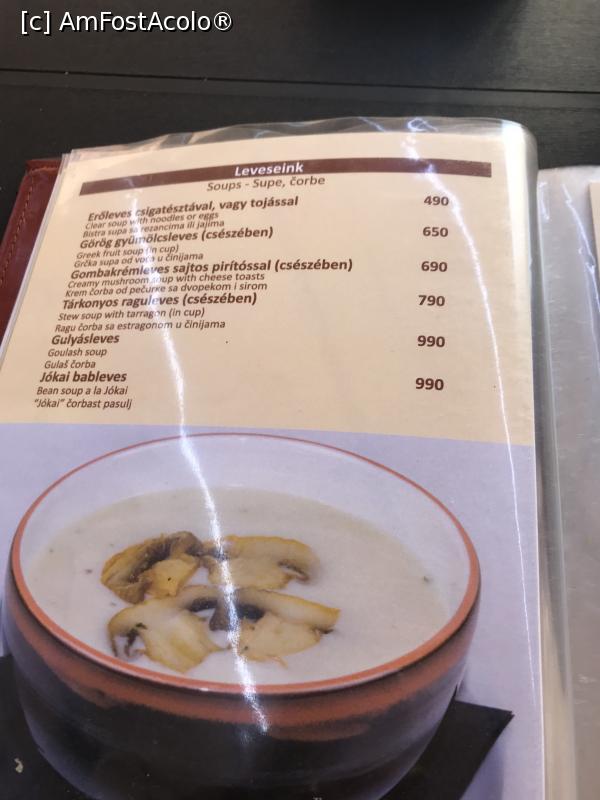 [c] AmFostAcolo®
Leveseink
Soups - Supe, čorbe
Erőleves csigatésztával, vagy tojással 490
Clear soup with noodles or eggs
Bistra supa sa rezancima ili jajima
Görög gyümölcsleves (csészében) 650
Greek fruit soup (in cup)
Grčka supa od voća u činijama
Gombakrémleves sajtos pirítóssal (csészében) 690
Creamy mushroom soup with cheese toasts
Krem čorba od pečurke sa dvopekom i sirom
Tárkonyos raguleves (csészében) 790
Stew soup with tarragon (in cup)
Ragu čorba sa estragonom u činijama
Gulyásleves 990
Goulash soup
Gulaš čorba
Jókai bableves 990
Bean soup a la Jókai
"Jókai" čorbast pasulj